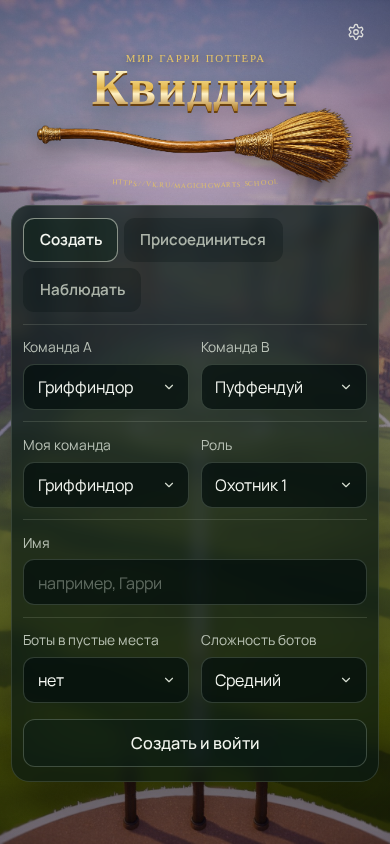 МИР ГАРРИ ПОТТЕРА
Квиддич
Создать
Присоединиться
Наблюдать
Команда A
Команда B
Гриффиндор
Пуффендуй
Моя команда
Роль
Гриффиндор
Охотник 1
Имя
например, Гарри
Боты в пустые места
Сложность ботов
нет
Средний
Создать и войти